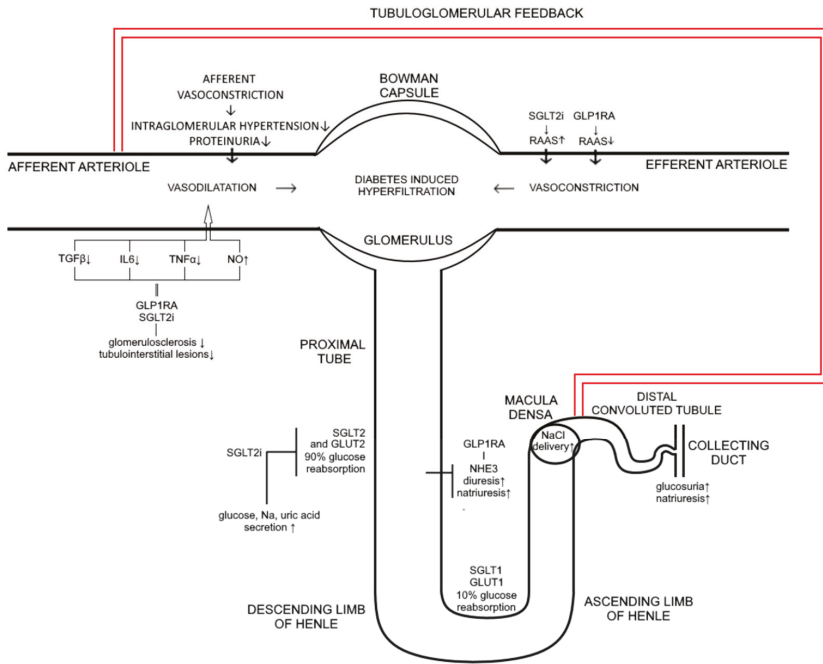 TUBULOGLOMERULAR FEEDBACK
AFFERENT
VASOCONSTRICTION
↓
INTRAGLOMERULAR HYPERTENSION↓
PROTEINURIA↓
BOWMAN
CAPSULE
SGLT2i GLP1RA
↓ ↓
RAAS↑ RAAS↓
AFFERENT ARTERIOLE
EFFERENT ARTERIOLE
VASODILATATION →
DIABETES INDUCED
HYPERFILTRATION
← VASOCONSTRICTION
GLOMERULUS
TGFβ↓ IL6↓ TNFα↓ NO↑
GLP1RA
SGLT2i
glomerulosclerosis ↓
tubulointerstitial lesions↓
PROXIMAL
TUBE
MACULA
DENSA
DISTAL
CONVOLUTED TUBULE
NaCl
delivery↑
COLLECTING
DUCT
glucosuria↑
natriuresis↑
SGLT2i
SGLT2
and GLUT2
90% glucose
reabsorption
glucose, Na, uric acid
secretion ↑
GLP1RA
NHE3
diuresis↑
natriuresis↑
SGLT1
GLUT1
10% glucose
reabsorption
DESCENDING LIMB
OF HENLE
ASCENDING LIMB
OF HENLE